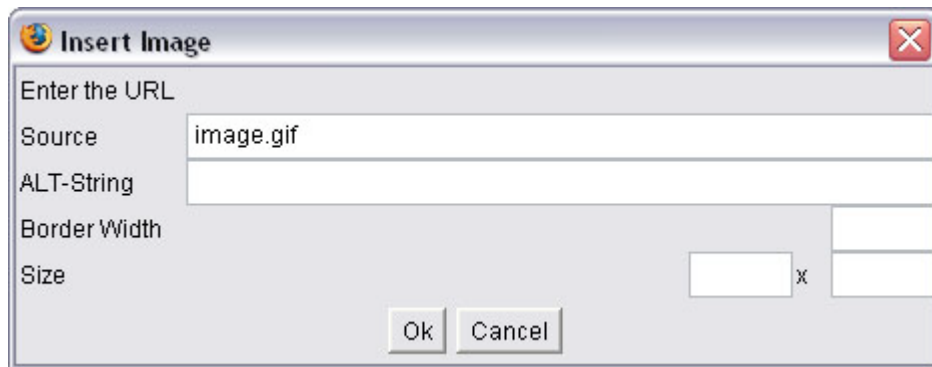 Insert Image
Enter the URL
Source image.gif
ALT-String
Border Width
Size x
Ok Cancel